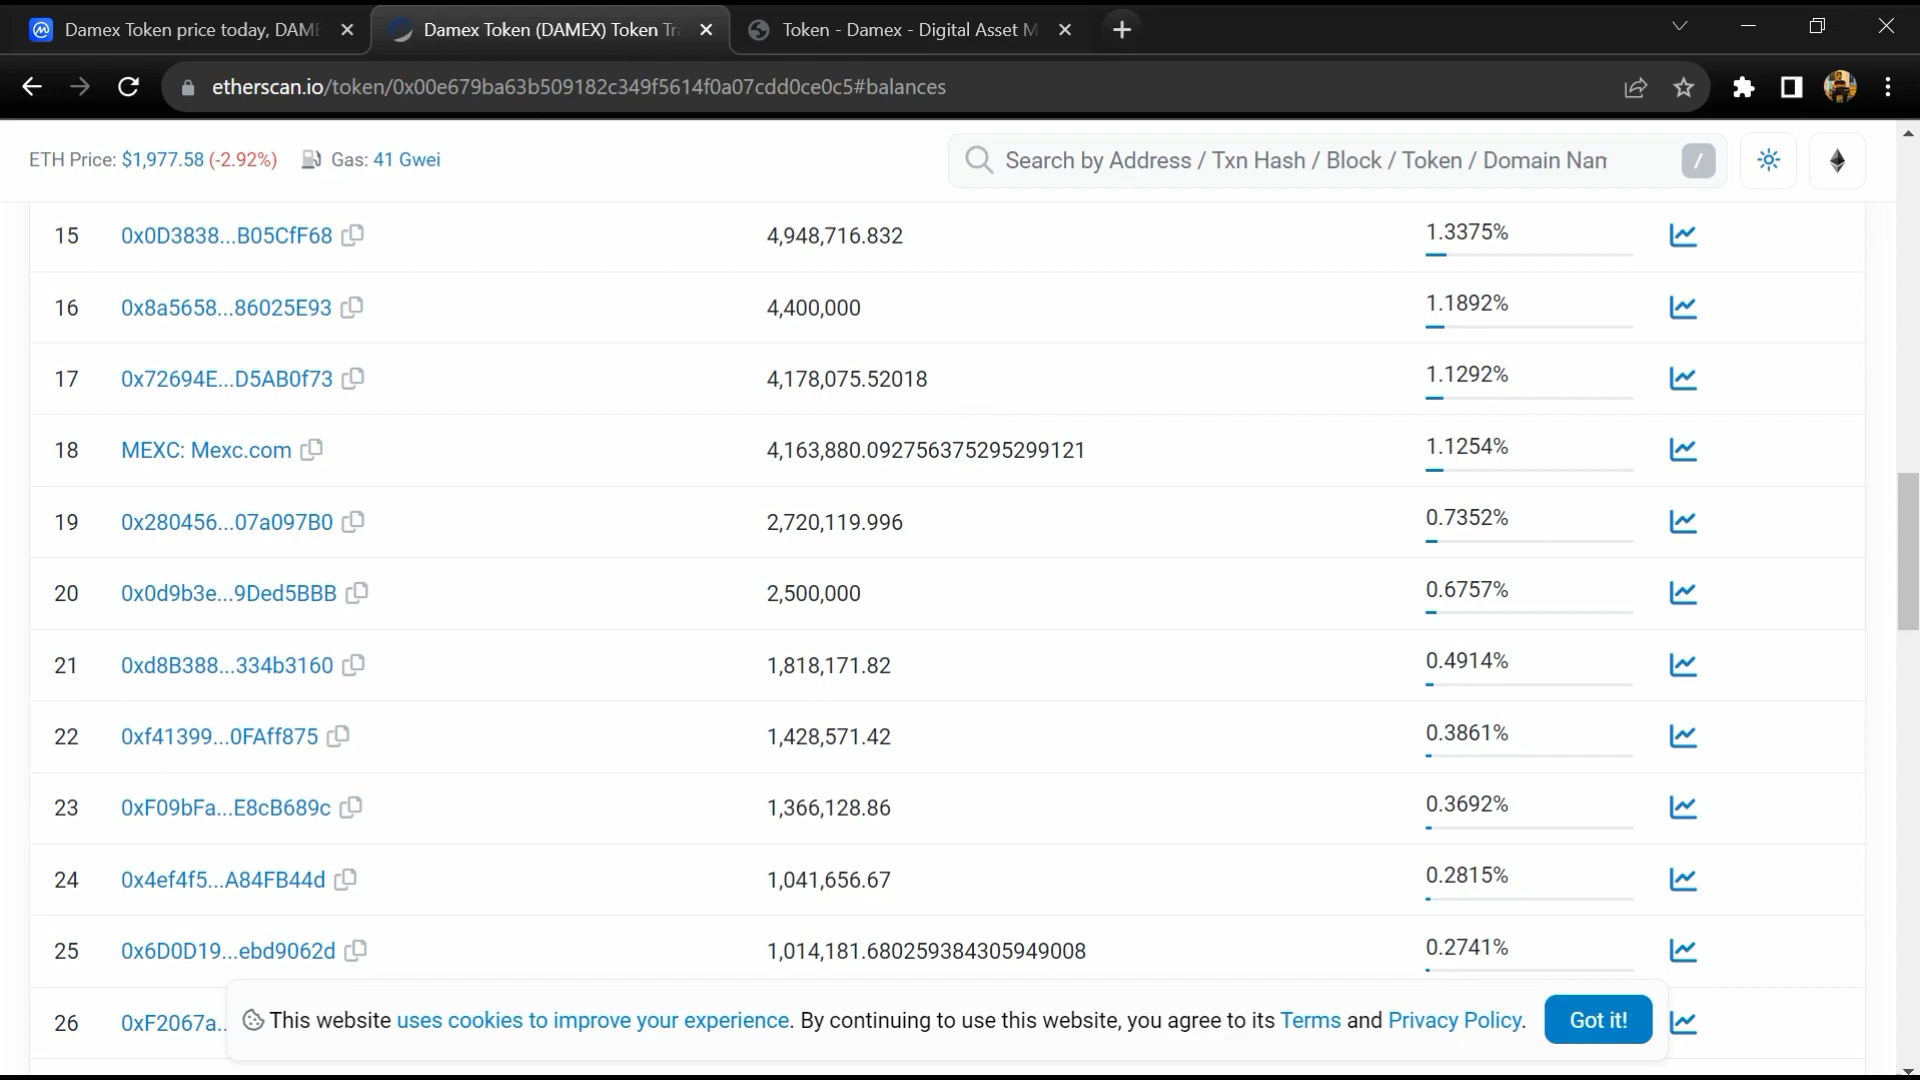 Damex Token price today, DAME
Damex Token (DAMEX) Token Tr
Token - Damex - Digital Asset M
etherscan.io/token/0x00e679ba63b509182c349f5614f0a07cdd0ce0c5#balances
ETH Price: $1,977.58 (-2.92%) Gas: 41 Gwei
Search by Address / Txn Hash / Block / Token / Domain Nam /
15 0x0D3838...B05CfF68 4,948,716.832 1.3375%
16 0x8a5658...86025E93 4,400,000 1.1892%
17 0x72694E...D5AB0f73 4,178,075.52018 1.1292%
18 MEXC: Mexc.com 4,163,880.092756375295299121 1.1254%
19 0x280456...07a097B0 2,720,119.996 0.7352%
20 0x0d9b3e...9Ded5BBB 2,500,000 0.6757%
21 0xd8B388...334b3160 1,818,171.82 0.4914%
22 0xf41399...0FAff875 1,428,571.42 0.3861%
23 0xF09bFa...E8cB689c 1,366,128.86 0.3692%
24 0x4ef4f5...A84FB44d 1,041,656.67 0.2815%
25 0x6D0D19...ebd9062d 1,014,181.680259384305949008 0.2741%
26 0xF2067a..
This website uses cookies to improve your experience. By continuing to use this website, you agree to its Terms and Privacy Policy. Got it!